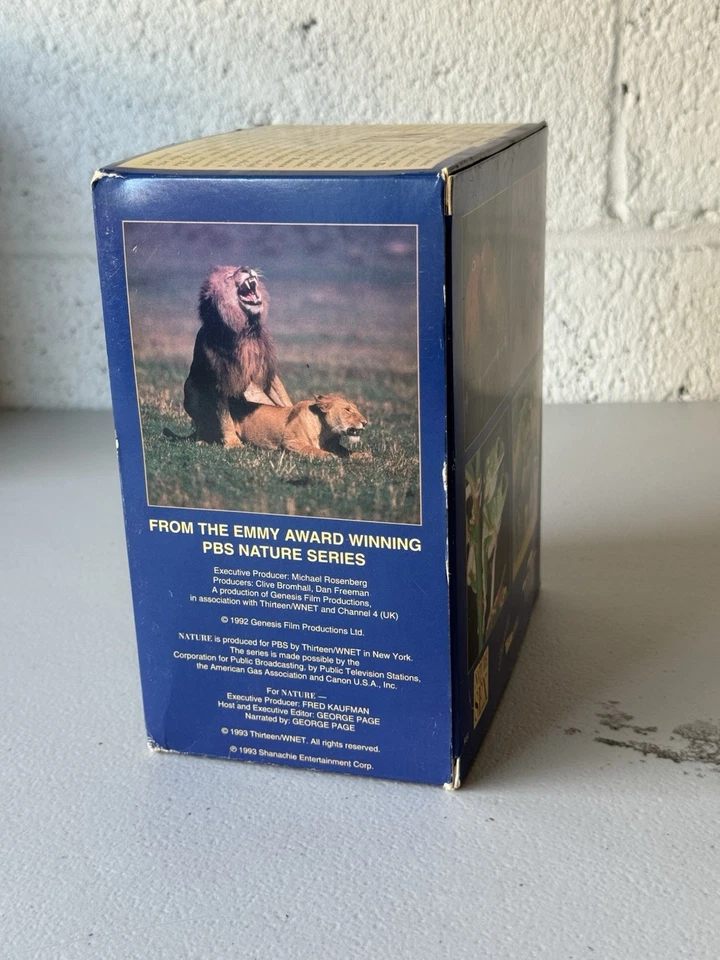 FROM THE EMMY AWARD WINNING
PBS NATURE SERIES
Executive Producer: Michael Rosenberg
Producers: Clive Bromhall, Dan Freeman
A production of Genesis Film Productions,
in association with Thirteen/WNET and Channel 4 (UK)
© 1992 Genesis Film Productions Ltd.
NATURE is produced for PBS by Thirteen/WNET in New York.
The series is made possible by the
Corporation for Public Broadcasting, by Public Television Stations,
the American Gas Association and Canon U.S.A., Inc.
For NATURE —
Executive Producer: FRED KAUFMAN
Host and Executive Editor: GEORGE PAGE
Narrated by: GEORGE PAGE
© 1993 Thirteen/WNET. All rights reserved.
© 1993 Shanachie Entertainment Corp.